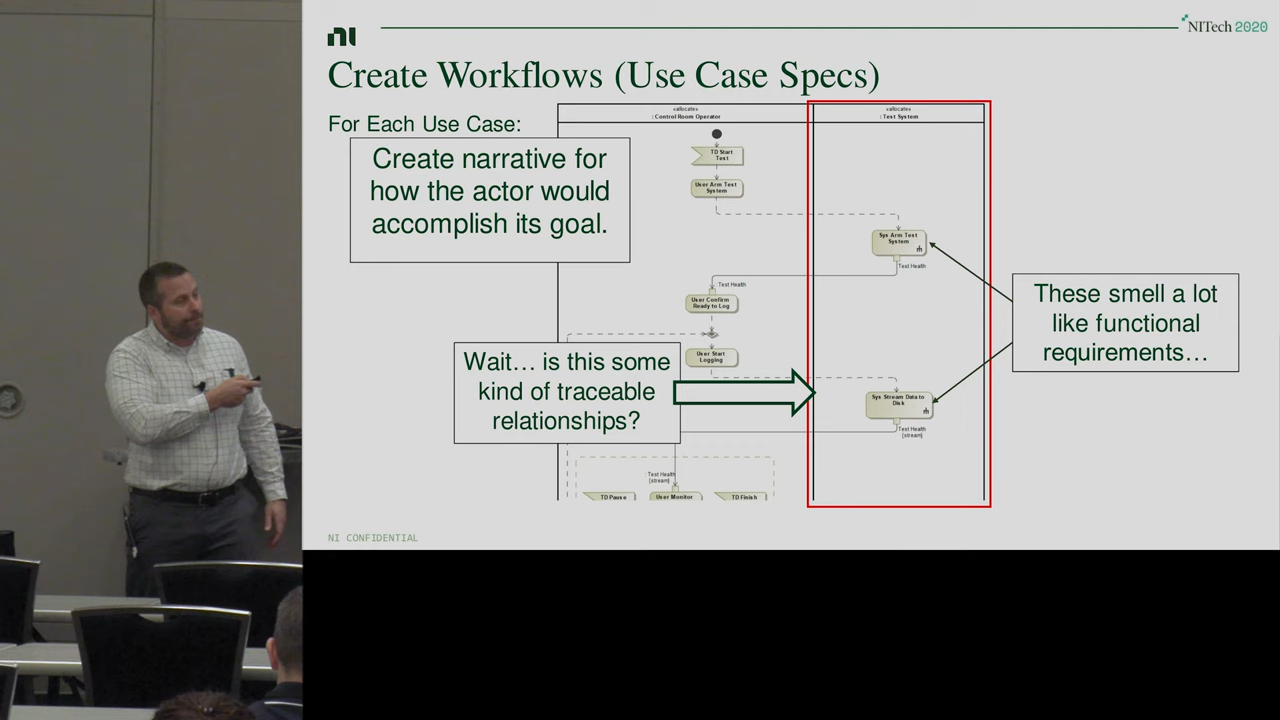 ni
NITech 2020
Create Workflows (Use Case Specs)
For Each Use Case:
Create narrative for
how the actor would
accomplish its goal.
«allocate»
: Control Room Operator
«allocate»
: Test System
TD Start
Test
User Arm Test
System
Sys Arm Test
System
Test Health
Test Health
User Confirm
Ready to Log
User Start
Logging
These smell a lot
like functional
requirements…
Wait… is this some
kind of traceable
relationships?
Sys Stream Data to
Disk
Test Health
{stream}
Test Health
{stream}
TD Pause
User Monitor
TD Finish
NI CONFIDENTIAL